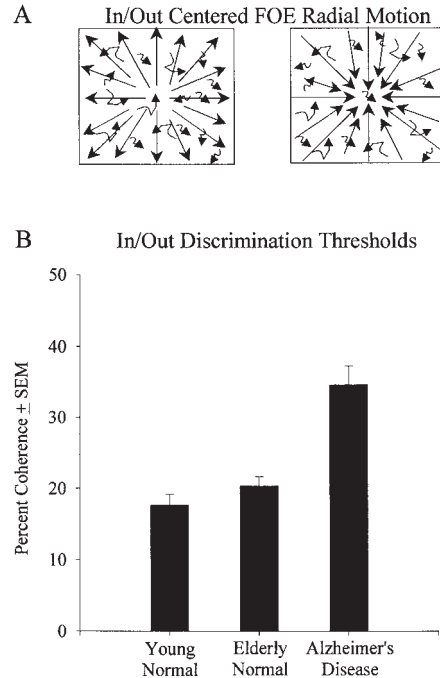 A
In/Out Centered FOE Radial Motion
B
In/Out Discrimination Thresholds
50
40
30
20
10
0
Percent Coherence ± SEM
Young
Normal
Elderly
Normal
Alzheimer's
Disease